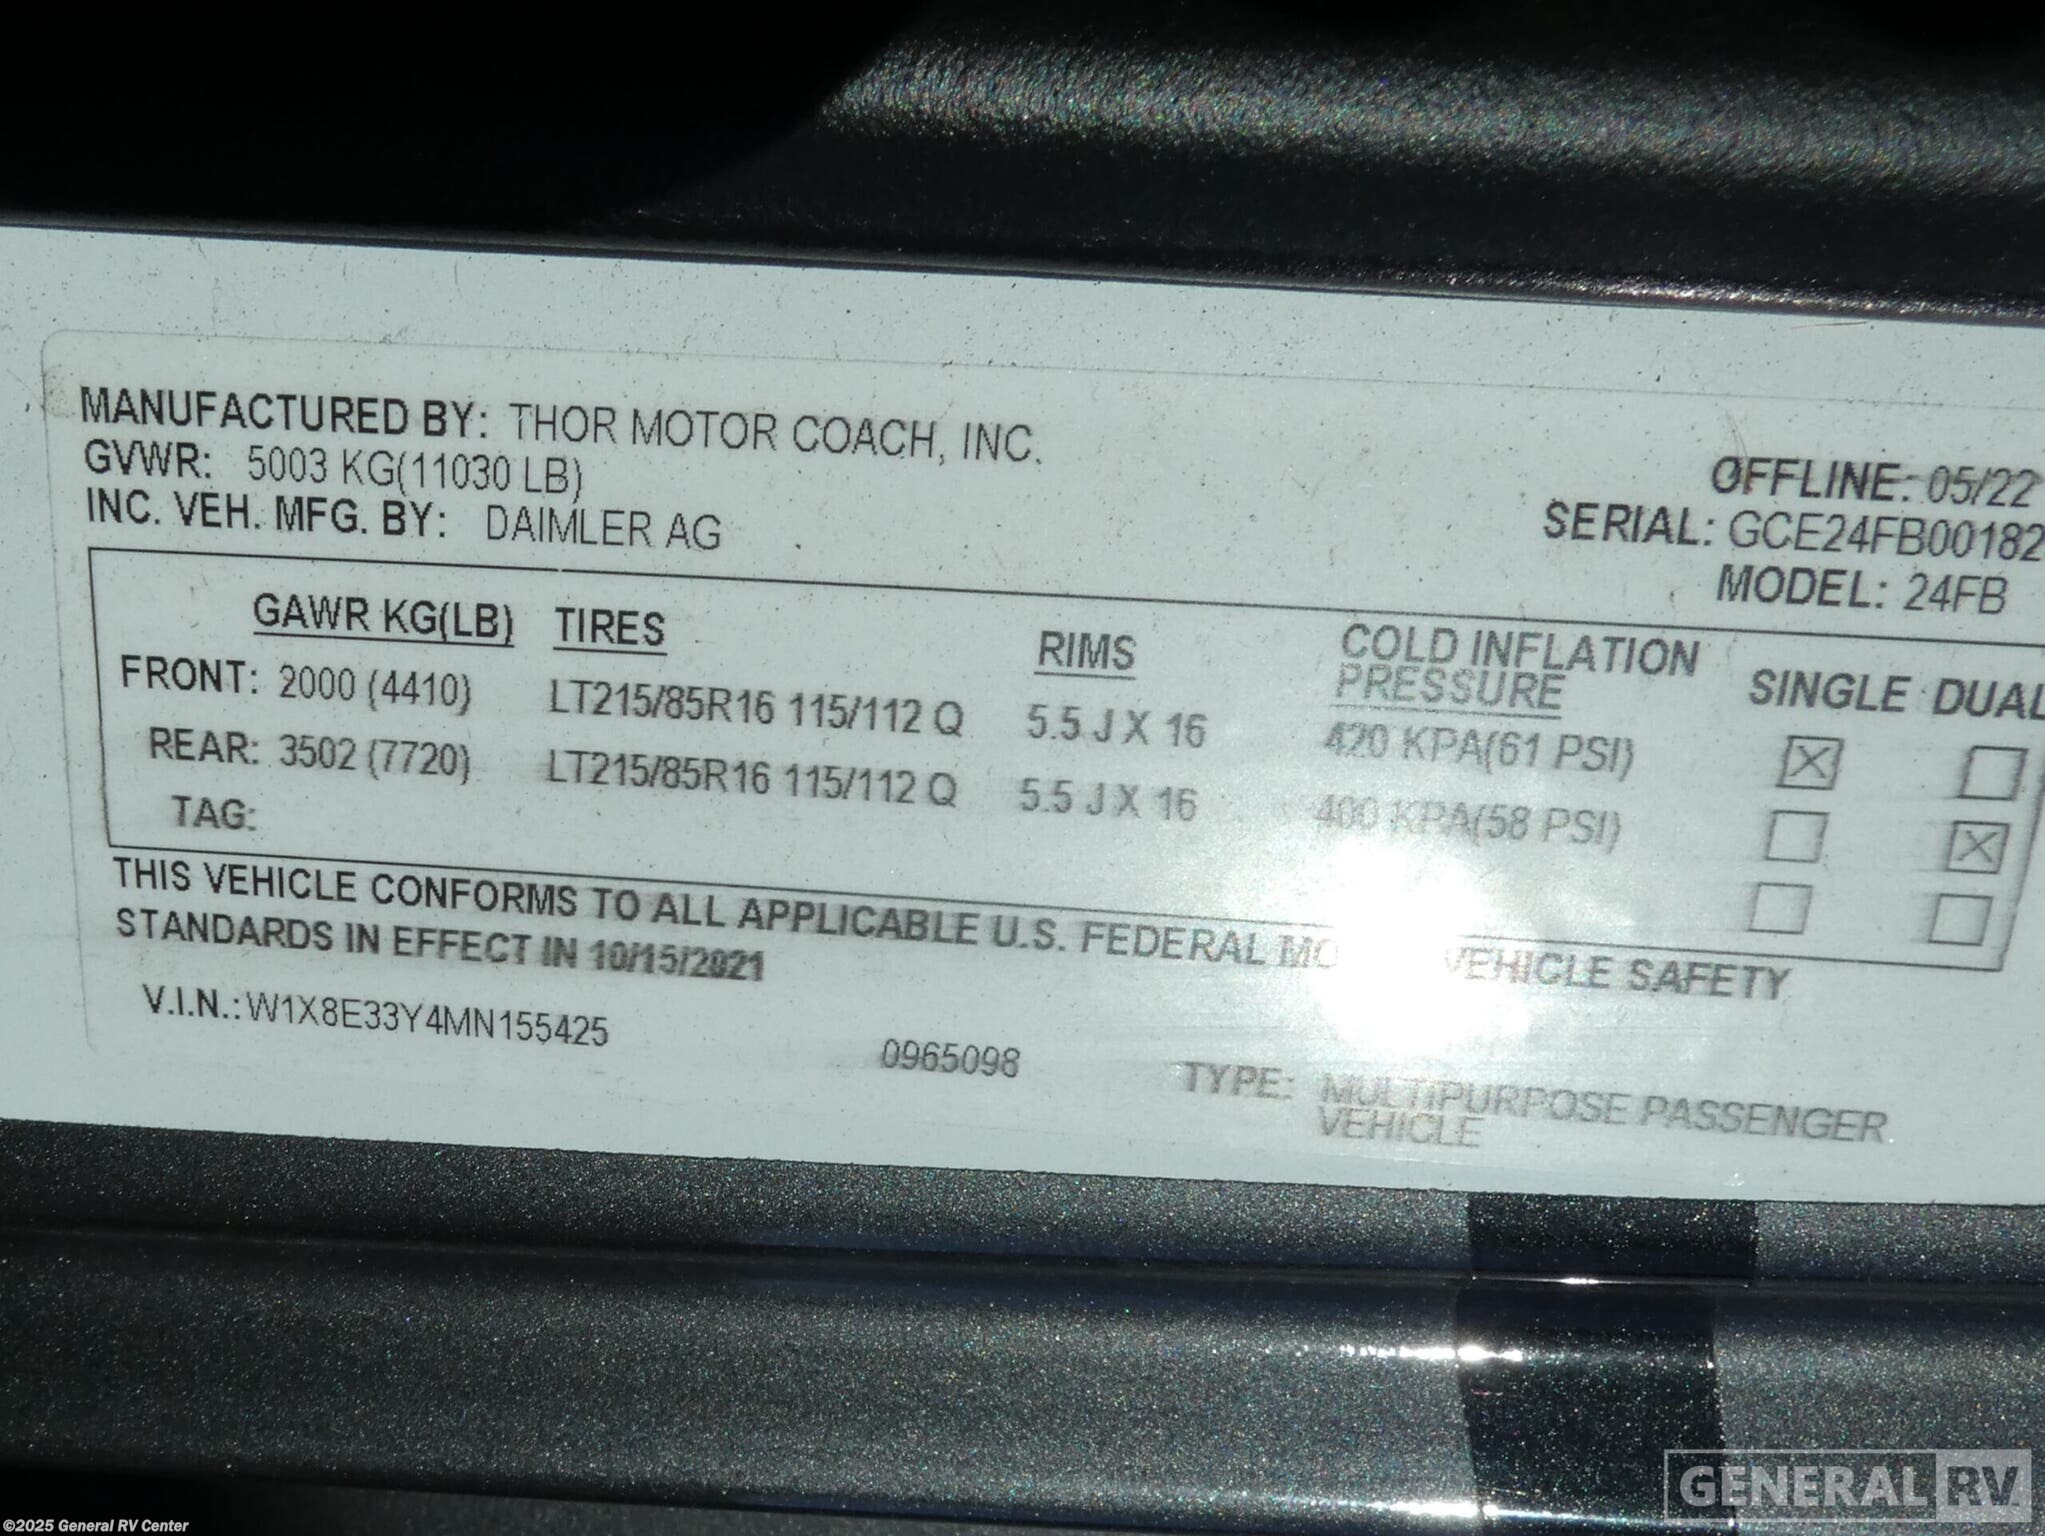 MANUFACTURED BY: THOR MOTOR COACH, INC.
GVWR: 5003 KG(11030 LB)
OFFLINE: 05/22
INC. VEH. MFG. BY: DAIMLER AG
SERIAL: GCE24FB00182
MODEL: 24FB
GAWR KG(LB) TIRES RIMS COLD INFLATION PRESSURE SINGLE DUAL
FRONT: 2000 (4410) LT215/85R16 115/112 Q 5.5 J X 16 420 KPA(61 PSI)
REAR: 3502 (7720) LT215/85R16 115/112 Q 5.5 J X 16 400 KPA(58 PSI)
TAG:
THIS VEHICLE CONFORMS TO ALL APPLICABLE U.S. FEDERAL VEHICLE SAFETY
STANDARDS IN EFFECT IN 10/15/2021
V.I.N.: W1X8E33Y4MN155425 0965098 TYPE: MULTIPURPOSE PASSENGER
VEHICLE
GENERAL RV
©2025 General RV Center